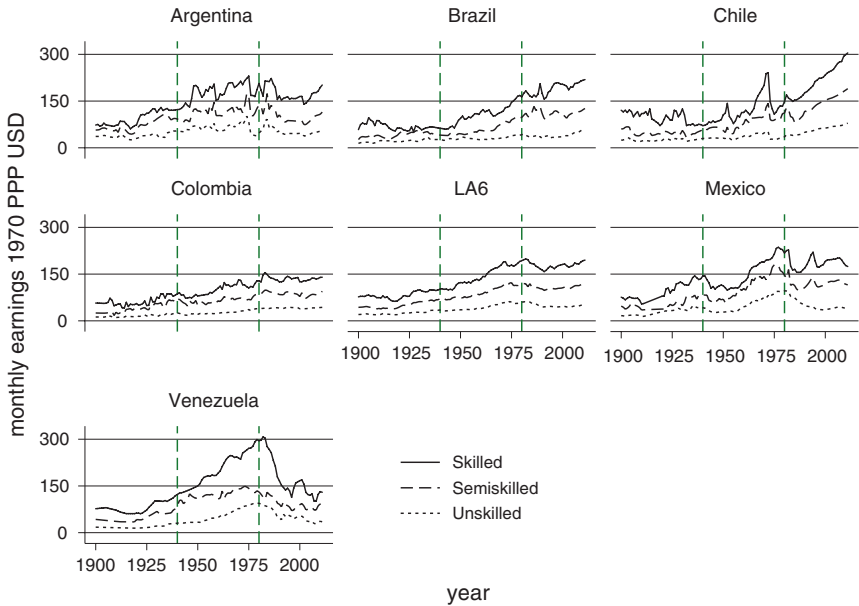 Argentina Brazil Chile
300
150
0
Colombia LA6 Mexico
300
150
0
1900 1925 1950 1975 2000 1900 1925 1950 1975 2000
Venezuela
300
150
0
1900 1925 1950 1975 2000
Skilled
Semiskilled
Unskilled
monthly earnings 1970 PPP USD
year